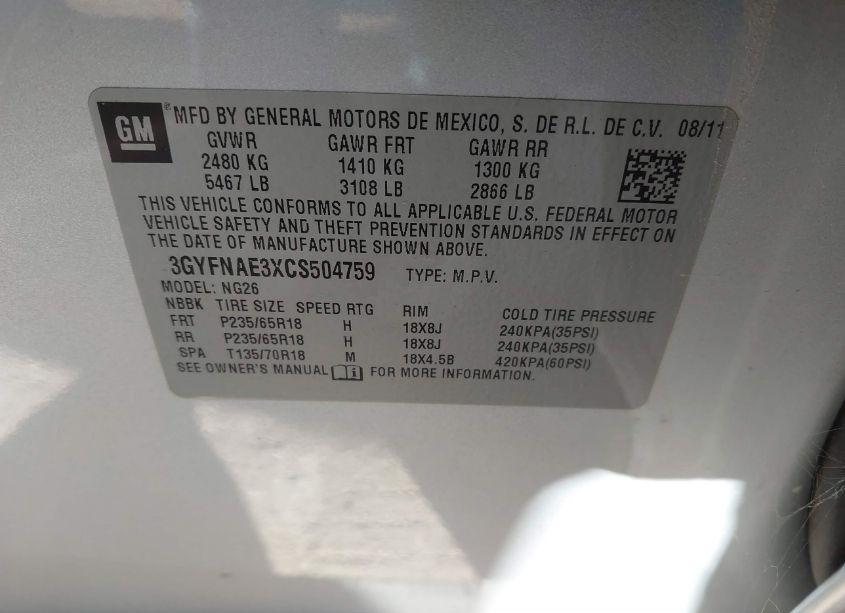 GM ® MFD BY GENERAL MOTORS DE MEXICO, S. DE R.L. DE C.V. 08/11
GVWR GAWR FRT GAWR RR
2480 KG 1410 KG 1300 KG
5467 LB 3108 LB 2866 LB
THIS VEHICLE CONFORMS TO ALL APPLICABLE U.S. FEDERAL MOTOR
VEHICLE SAFETY AND THEFT PREVENTION STANDARDS IN EFFECT ON
THE DATE OF MANUFACTURE SHOWN ABOVE.
3GYFNAE3XCS504759 TYPE: M.P.V.
MODEL: NG26
NBBK TIRE SIZE SPEED RTG RIM COLD TIRE PRESSURE
FRT P235/65R18 H 18X8J 240KPA(35PSI)
RR P235/65R18 H 18X8J 240KPA(35PSI)
SPA T135/70R18 M 18X4.5B 420KPA(60PSI)
SEE OWNER'S MANUAL i FOR MORE INFORMATION.